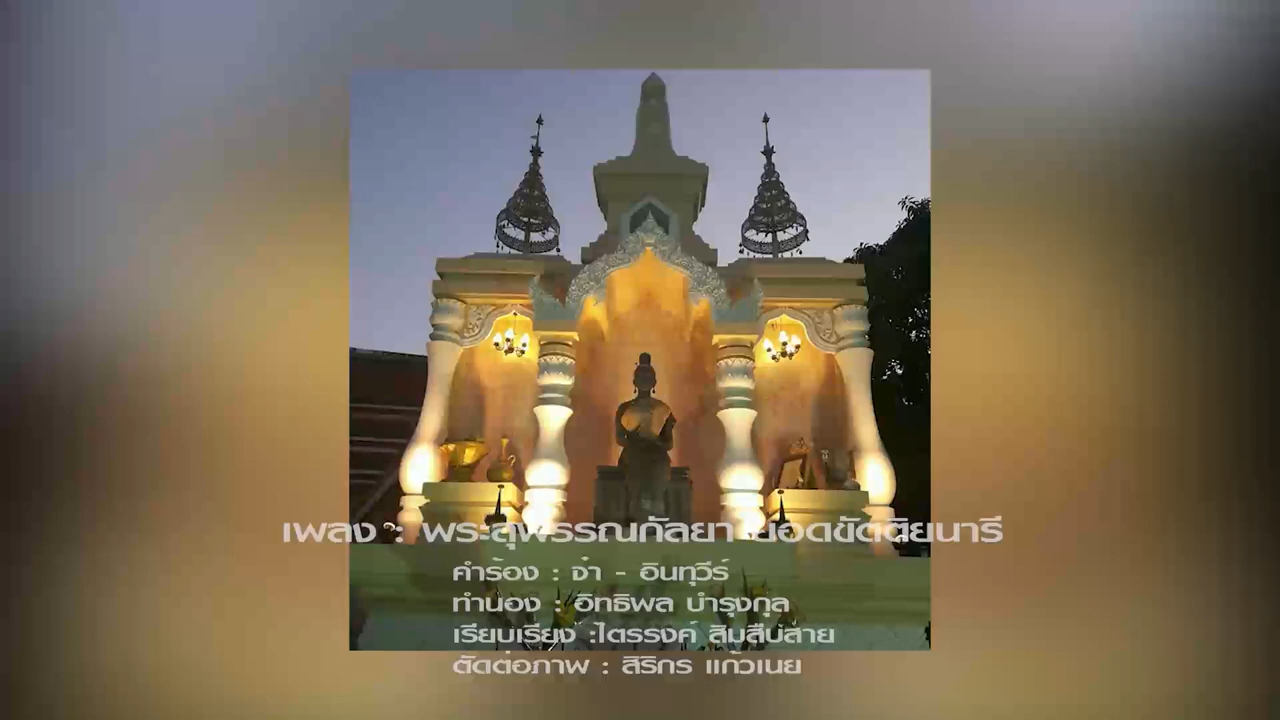 เพลง : พระสุพรรณกัลยา ยอดขัตติยนารี
คำร้อง : จ๋า - อินทุวีร์
ทำนอง : อิทธิพล บำรุงกุล
เรียบเรียง :ไตรรงค์ สิมสืบสาย
ตัดต่อภาพ : สิริกร แก้วเนย